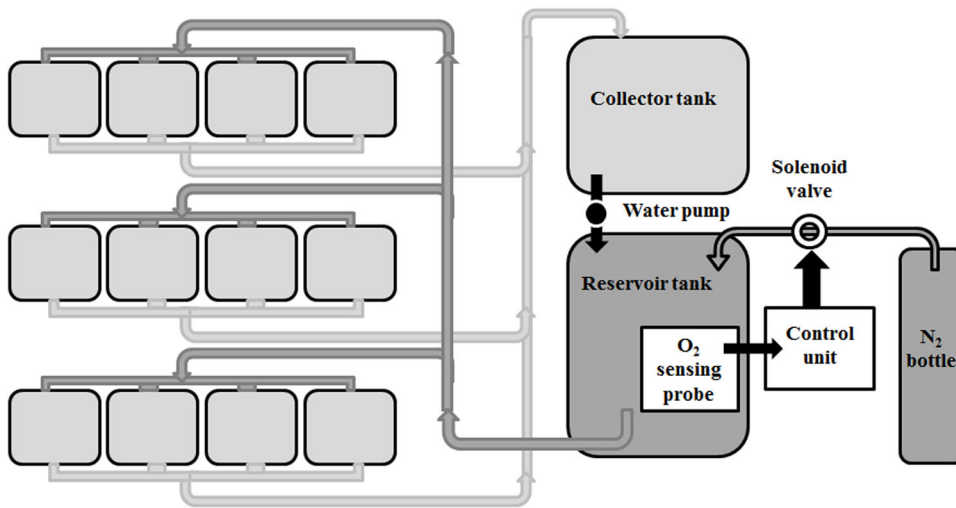 Collector tank
Solenoid
valve
Water pump
Reservoir tank
O₂
sensing
probe
Control
unit
N₂
bottle